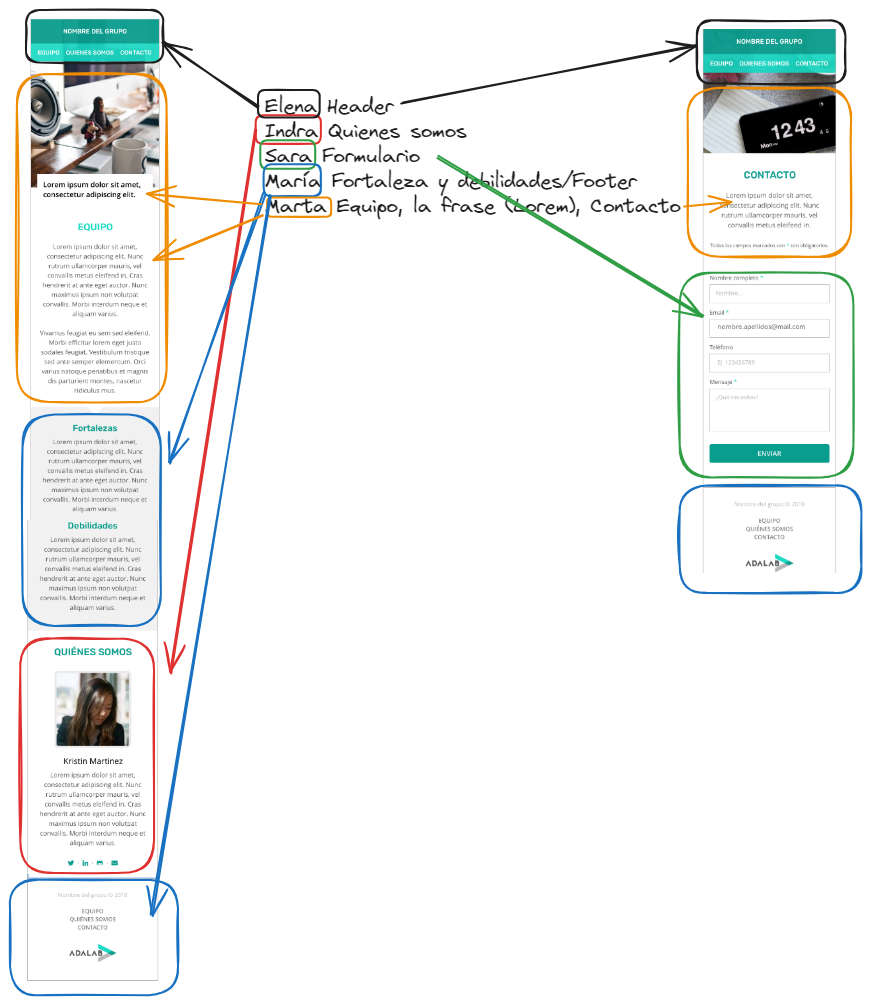 NOMBRE DEL GRUPO
EQUIPO QUIENES SOMOS CONTACTO
Lorem ipsum dolor sit amet,
consectetur adipiscing elit.
EQUIPO
Lorem ipsum dolor sit amet,
consectetur adipiscing elit. Nunc
rutrum ullamcorper mauris, vel
convallis metus eleifend in. Cras
hendrerit at ante eget auctor. Nunc
maximus ipsum non volutpat
convallis. Morbi interdum neque et
aliquam varius.
Vivamus feugiat eu sem sed eleifend.
Morbi efficitur lorem eget justo
sodales feugiat. Vestibulum tristique
sed ante semper elementum. Orci
varius natoque penatibus et magnis
dis parturient montes, nascetur
ridiculus mus.
Fortalezas
Lorem ipsum dolor sit amet,
consectetur adipiscing elit. Nunc
rutrum ullamcorper mauris, vel
convallis metus eleifend in. Cras
hendrerit at ante eget auctor. Nunc
maximus ipsum non volutpat
convallis. Morbi interdum neque et
aliquam varius.
Debilidades
Lorem ipsum dolor sit amet,
consectetur adipiscing elit. Nunc
rutrum ullamcorper mauris, vel
convallis metus eleifend in. Cras
hendrerit at ante eget auctor. Nunc
maximus ipsum non volutpat
convallis. Morbi interdum neque et
aliquam varius.
QUIÉNES SOMOS
Kristin Martinez
Lorem ipsum dolor sit amet,
consectetur adipiscing elit. Nunc
rutrum ullamcorper mauris, vel
convallis metus eleifend in. Cras
hendrerit at ante eget auctor. Nunc
maximus ipsum non volutpat
convallis. Morbi interdum neque et
aliquam varius.
Nombre del grupo © 2018
EQUIPO
QUIÉNES SOMOS
CONTACTO
ADALAB
Elena Header
Indra Quienes somos
Sara Formulario
María Fortaleza y debilidades/Footer
Marta Equipo, la frase (Lorem), Contacto
NOMBRE DEL GRUPO
EQUIPO QUIENES SOMOS CONTACTO
12 43
CONTACTO
Lorem ipsum dolor sit amet,
consectetur adipiscing elit. Nunc
rutrum ullamcorper mauris, vel
convallis metus eleifend in.
Todos los campos marcados con * son obligatorios.
Nombre completo *
Nombre...
Email *
nombre.apellidos@mail.com
Teléfono
Ej: 123456789
Mensaje *
¿Qué necesitas?
ENVIAR
Nombre del grupo © 2018
EQUIPO
QUIÉNES SOMOS
CONTACTO
ADALAB